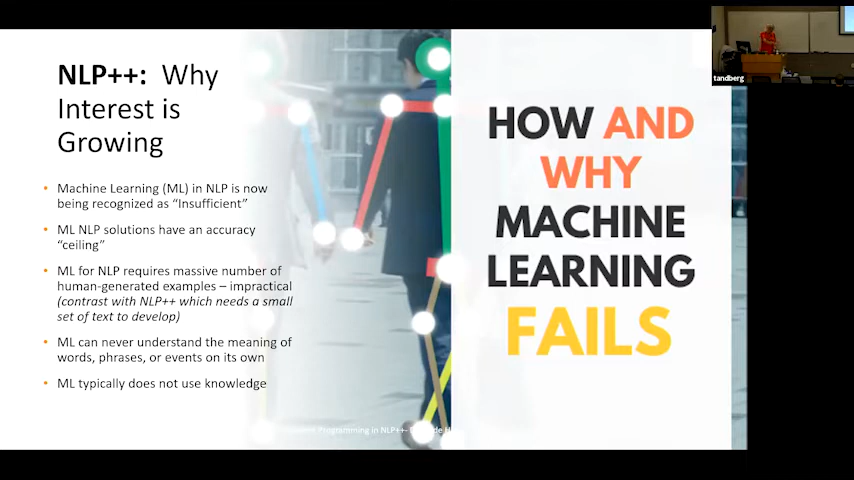 tandberg
NLP++: Why
Interest is
Growing
• Machine Learning (ML) in NLP is now
being recognized as “Insufficient”
• ML NLP solutions have an accuracy
“ceiling”
• ML for NLP requires massive number of
human-generated examples – impractical
(contrast with NLP++ which needs a small
set of text to develop)
• ML can never understand the meaning of
words, phrases, or events on its own
• ML typically does not use knowledge
HOW AND
WHY
MACHINE
LEARNING
FAILS
Programming in NLP++-